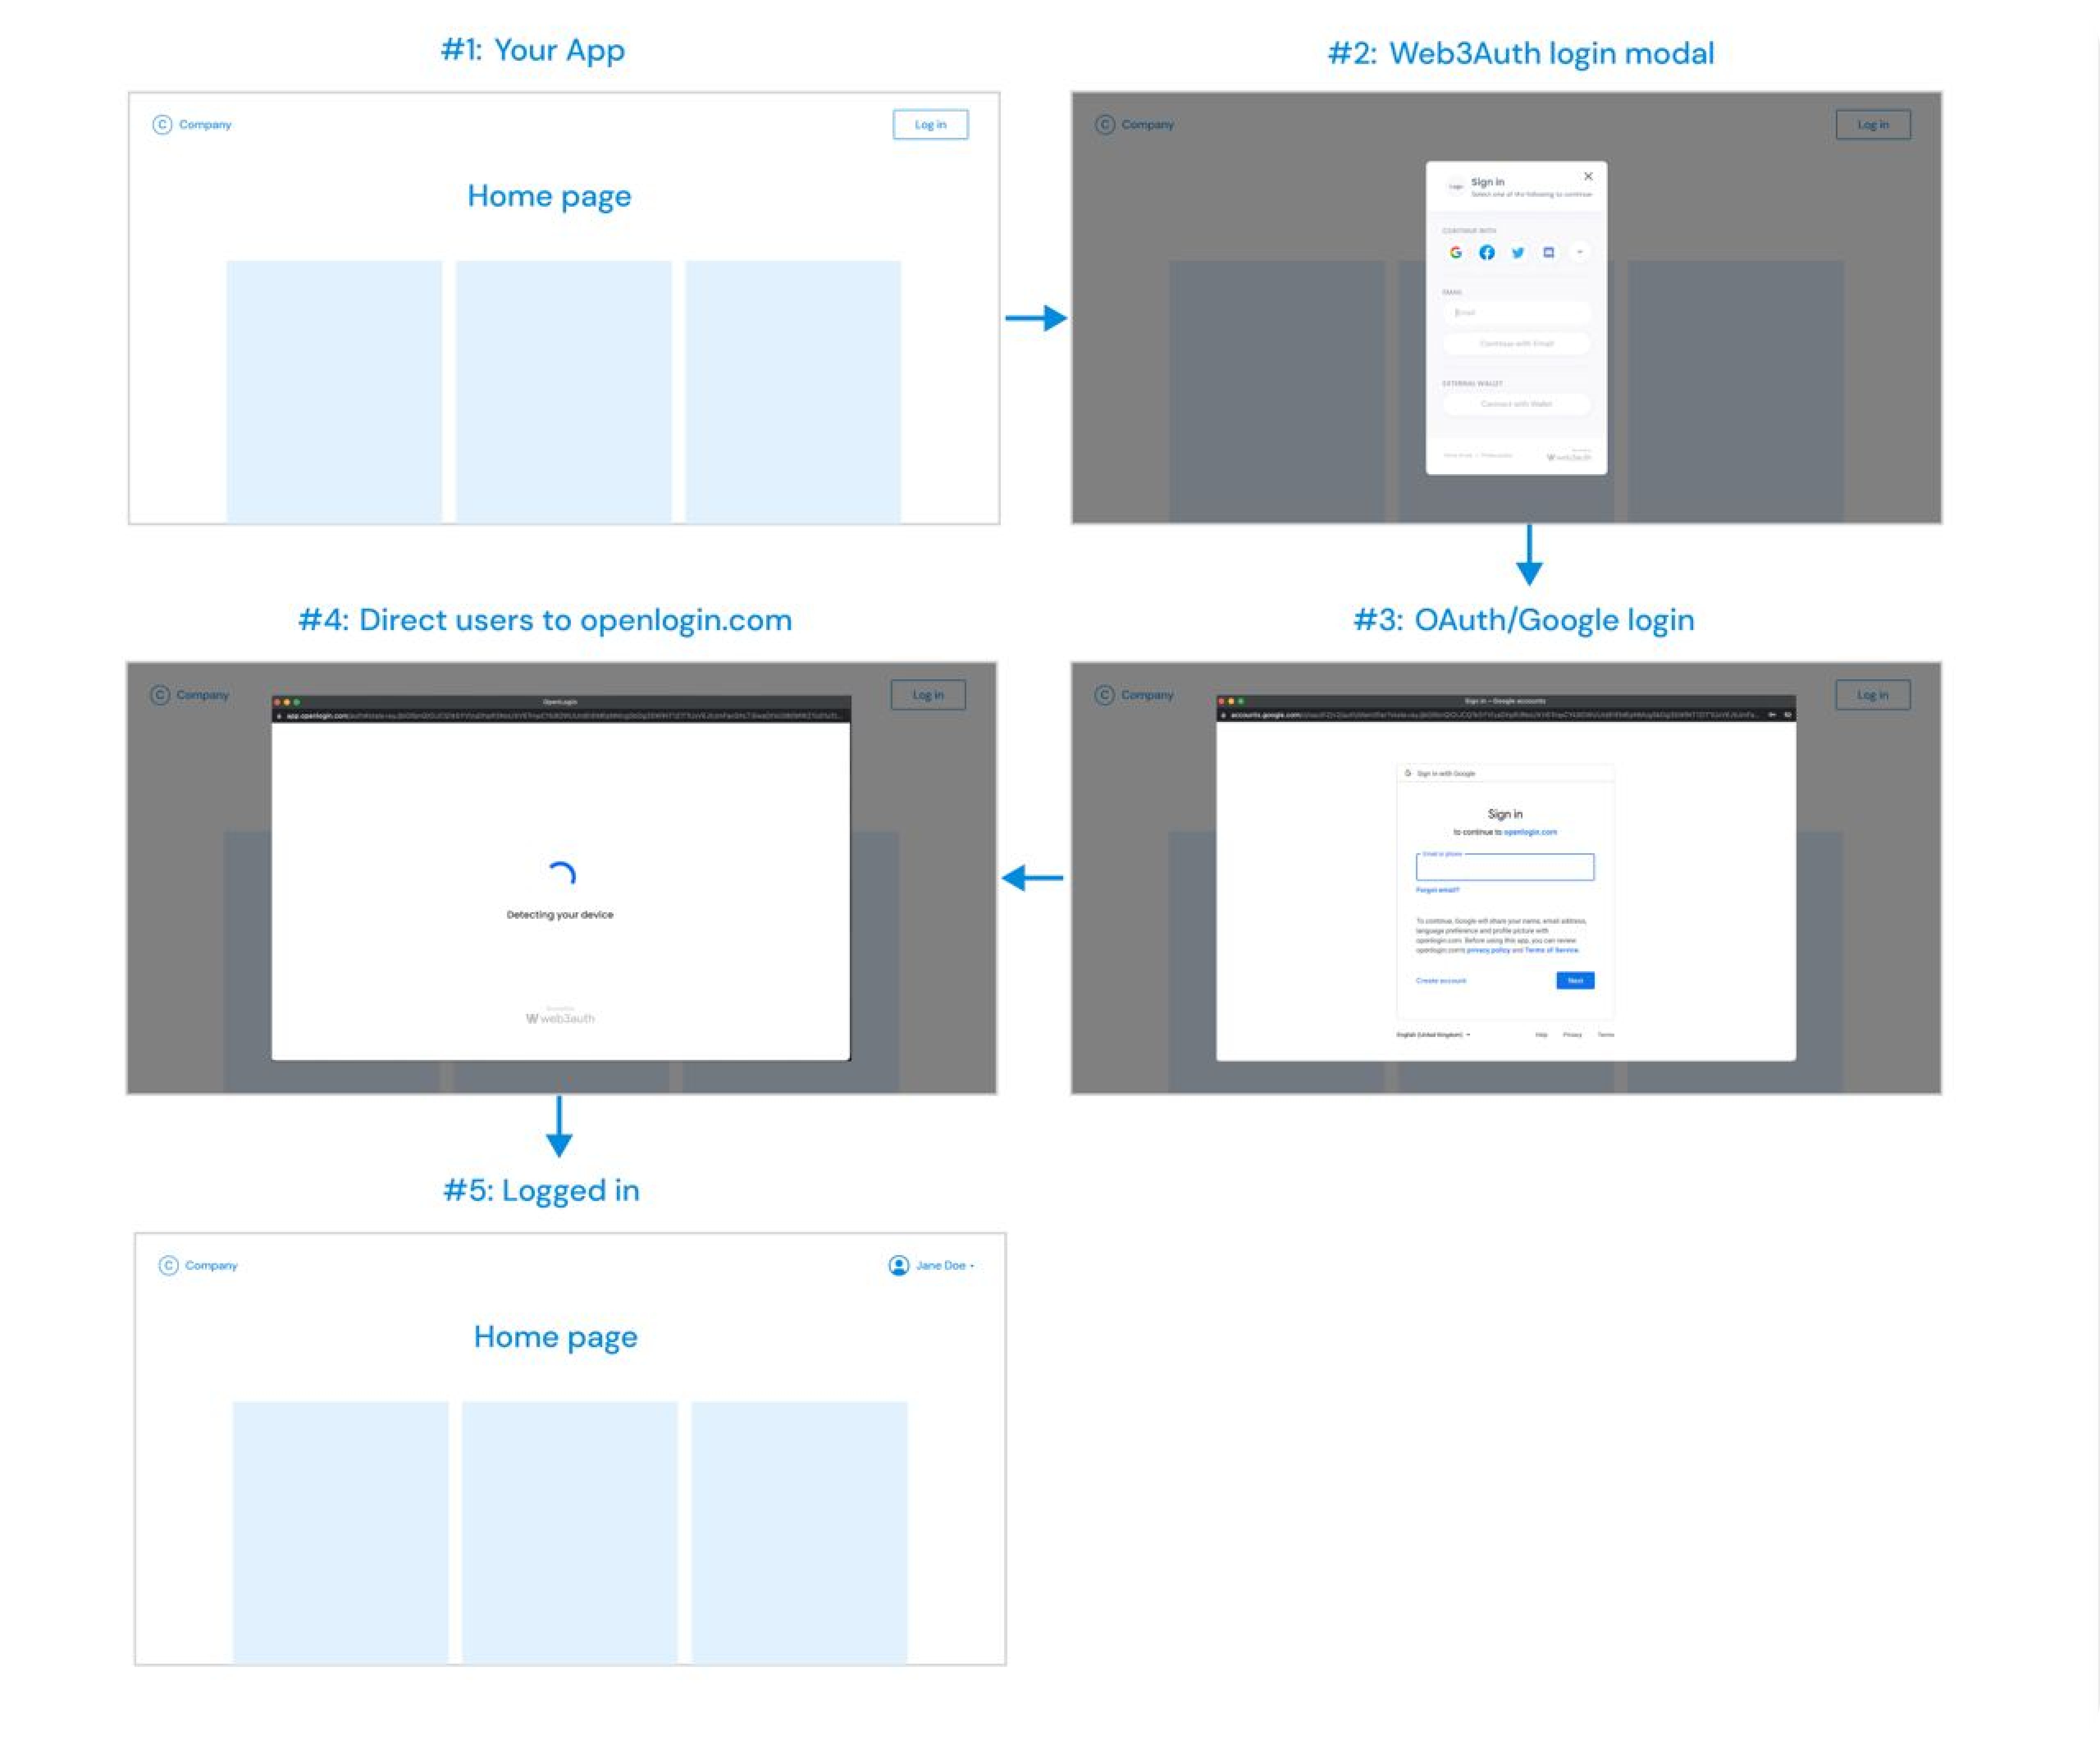 #1: Your App
C Company
Log in
Home page
#2: Web3Auth login modal
C Company
Log in
Logo
Sign in
Select one of the following to continue
CONTINUE WITH
EMAIL
Email
Continue with Email
EXTERNAL WALLET
Connect with Wallet
web3auth
#3: OAuth/Google login
C Company
Log in
Sign in – Google accounts
accounts.google.com
Sign in with Google
Sign in
to continue to openlogin.com
Email or phone
Forgot email?
To continue, Google will share your name, email address,
language preference and profile picture with
openlogin.com. Before using this app, you can review
openlogin.com's privacy policy and Terms of Service.
Create account
Next
English (United Kingdom)
Help
Privacy
Terms
#4: Direct users to openlogin.com
C Company
Log in
OpenLogin
app.openlogin.com
Detecting your device
web3auth
#5: Logged in
C Company
Jane Doe
Home page